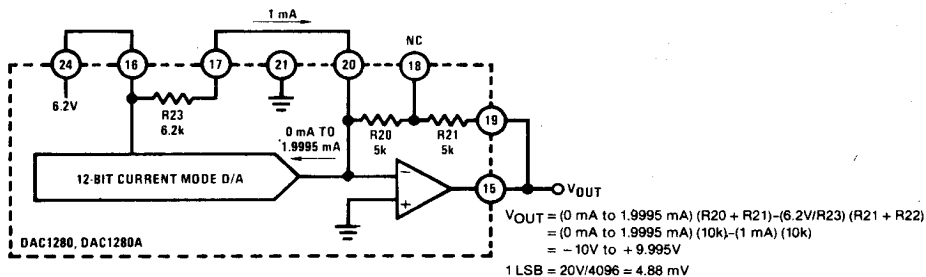 1 mA
NC
24
16
17
21
20
18
6.2V
R23
6.2k
0 mA TO
1.9995 mA
R20
5k
R21
5k
19
12-BIT CURRENT MODE D/A
−
+
15
VOUT
DAC1280, DAC1280A
VOUT = (0 mA to 1.9995 mA) (R20 + R21)–(6.2V/R23) (R21 + R22)
= (0 mA to 1.9995 mA) (10k)–(1 mA) (10k)
= −10V to +9.995V
1 LSB = 20V/4096 = 4.88 mV